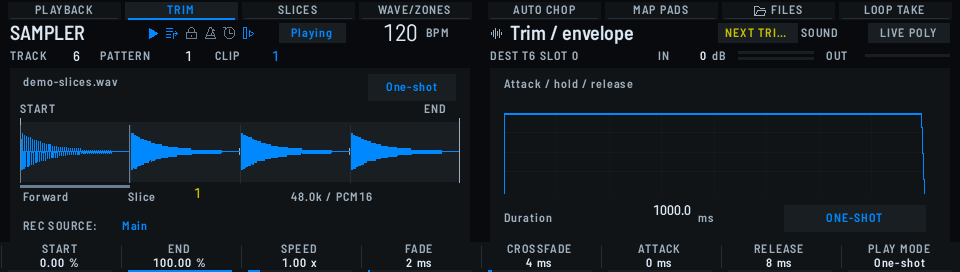 PLAYBACK TRIM SLICES WAVE/ZONES AUTO CHOP MAP PADS FILES LOOP TAKE
SAMPLER Playing 120 BPM Trim / envelope NEXT TRI... SOUND LIVE POLY
TRACK 6 PATTERN 1 CLIP 1 DEST T6 SLOT 0 IN 0 dB OUT
demo-slices.wav One-shot
START END
Forward Slice 1 48.0k / PCM16
REC SOURCE: Main
Attack / hold / release
Duration 1000.0 ms ONE-SHOT
START END SPEED FADE CROSSFADE ATTACK RELEASE PLAY MODE
0.00 % 100.00 % 1.00 x 2 ms 4 ms 0 ms 8 ms One-shot